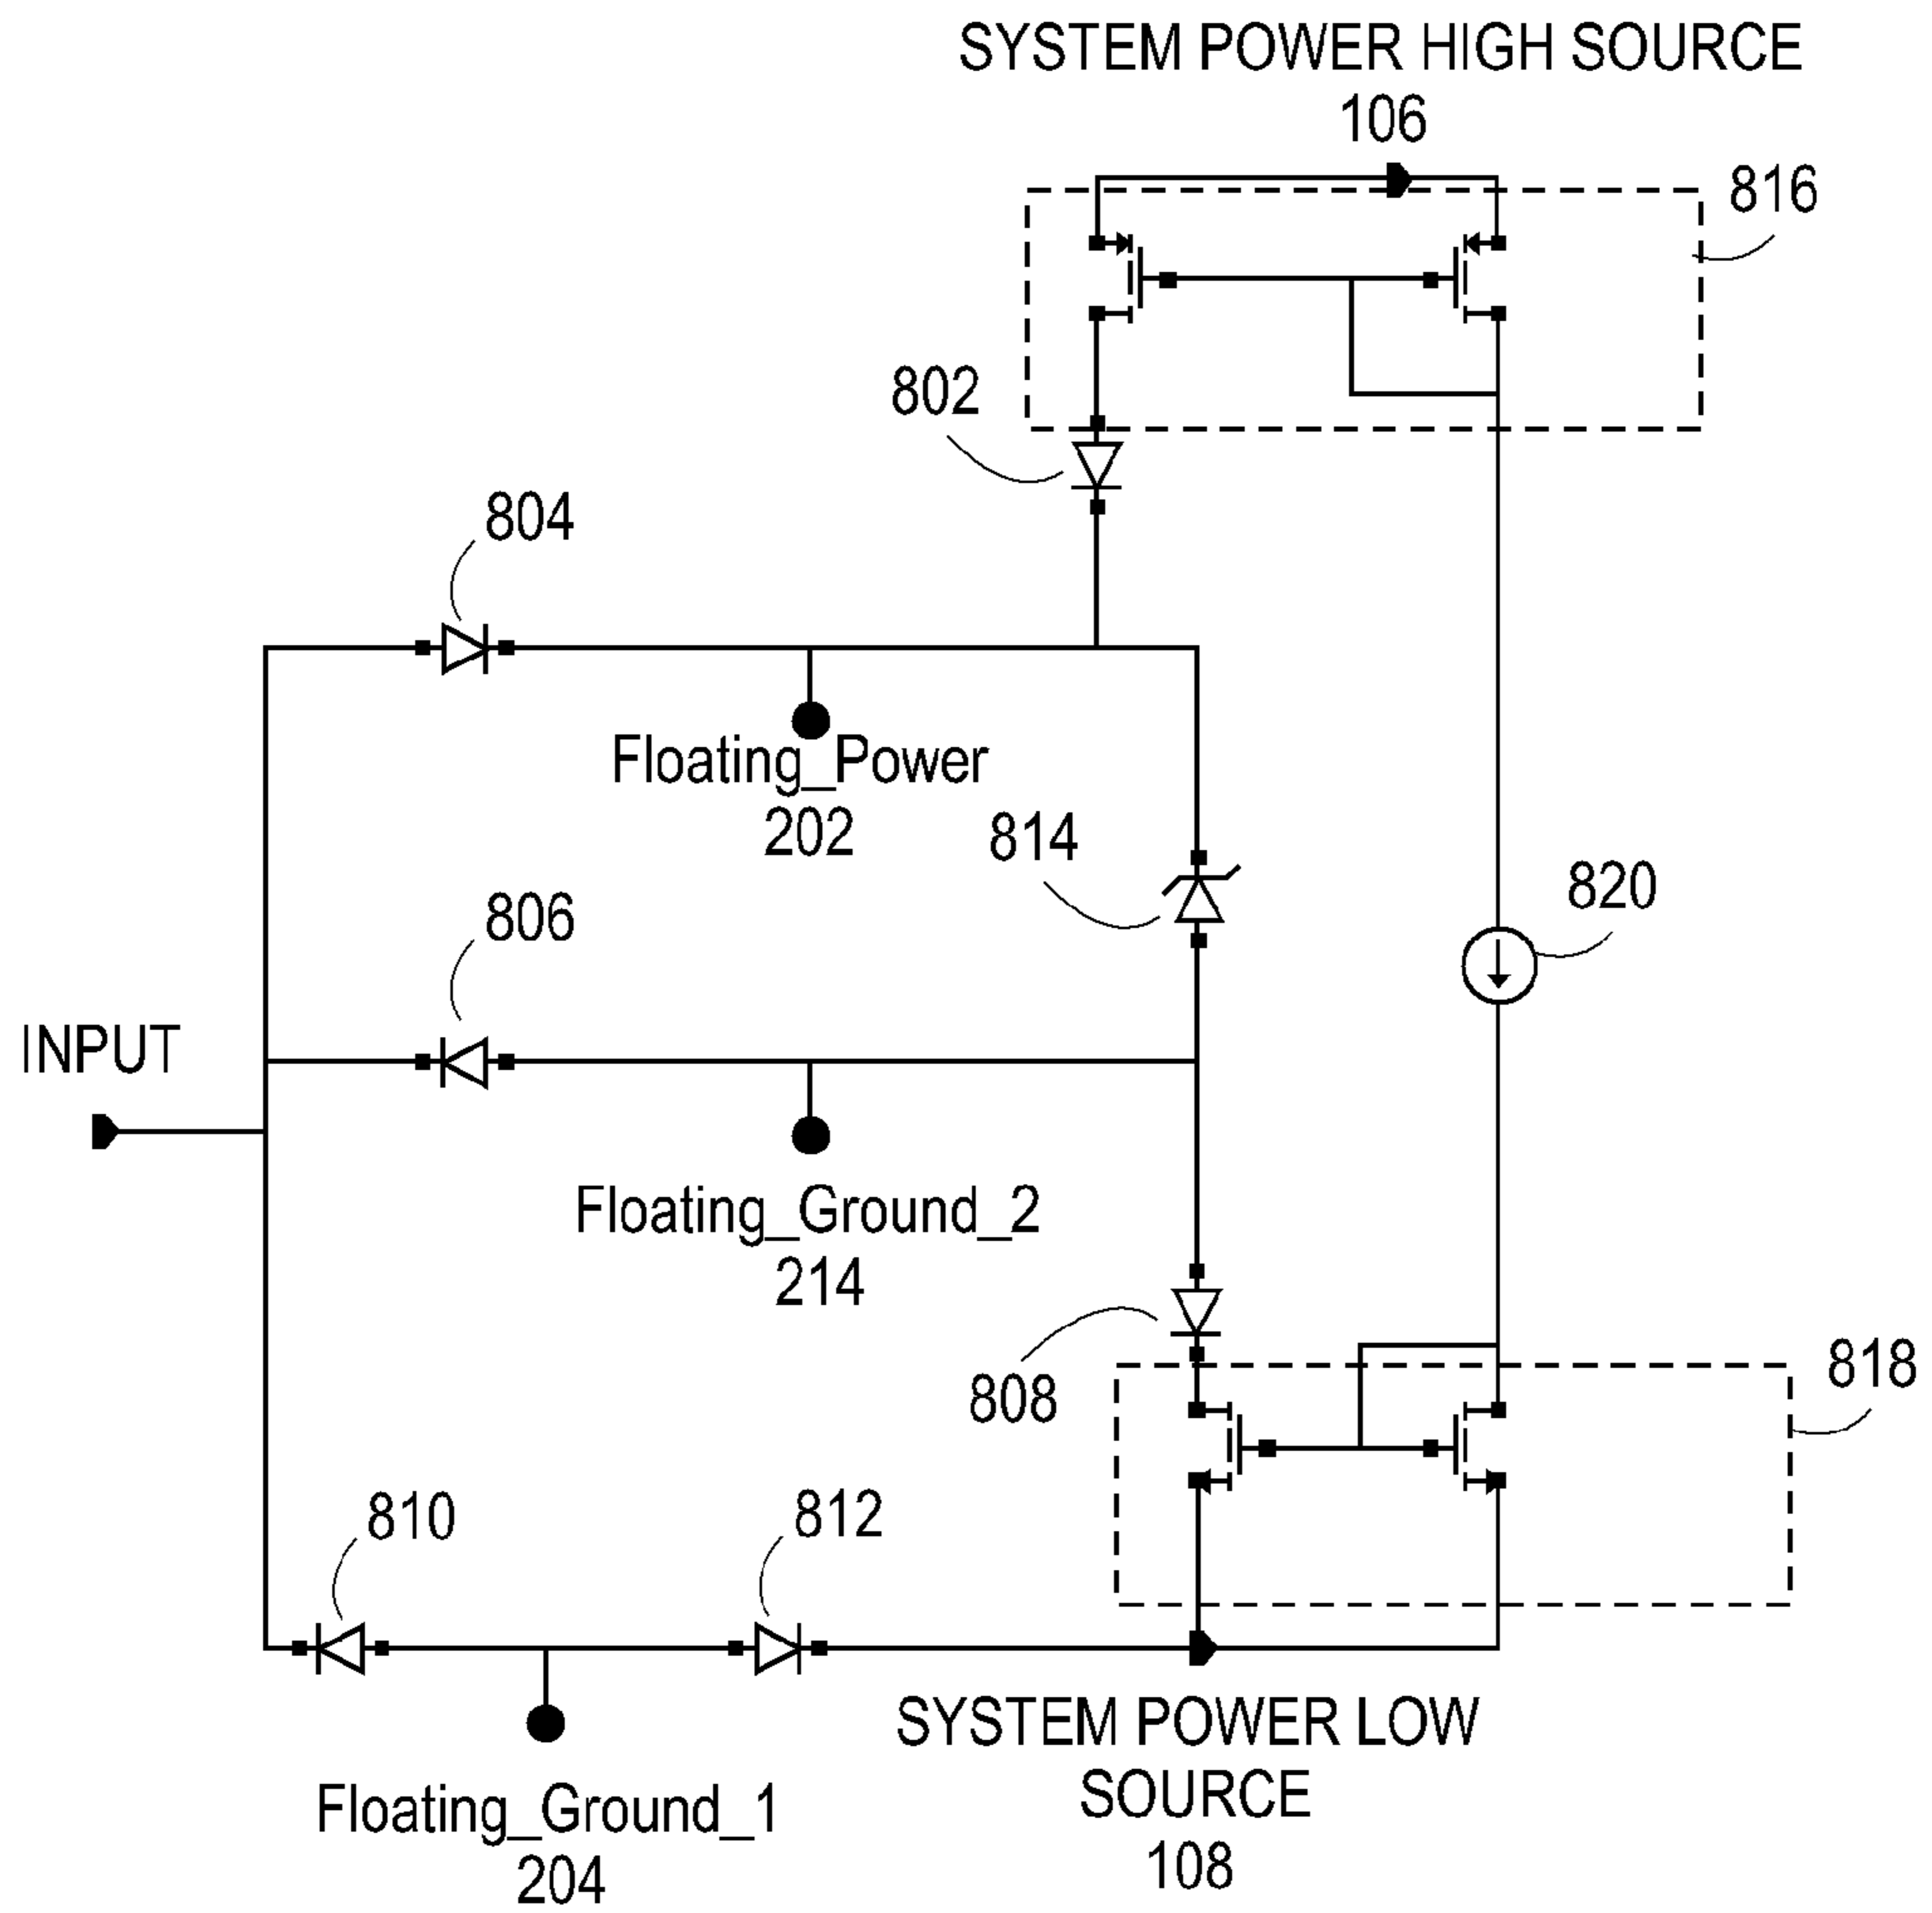 SYSTEM POWER HIGH SOURCE
106
816
802
804
Floating_Power
202
814
820
806
INPUT
Floating_Ground_2
214
808
818
810
812
SYSTEM POWER LOW
SOURCE
108
Floating_Ground_1
204